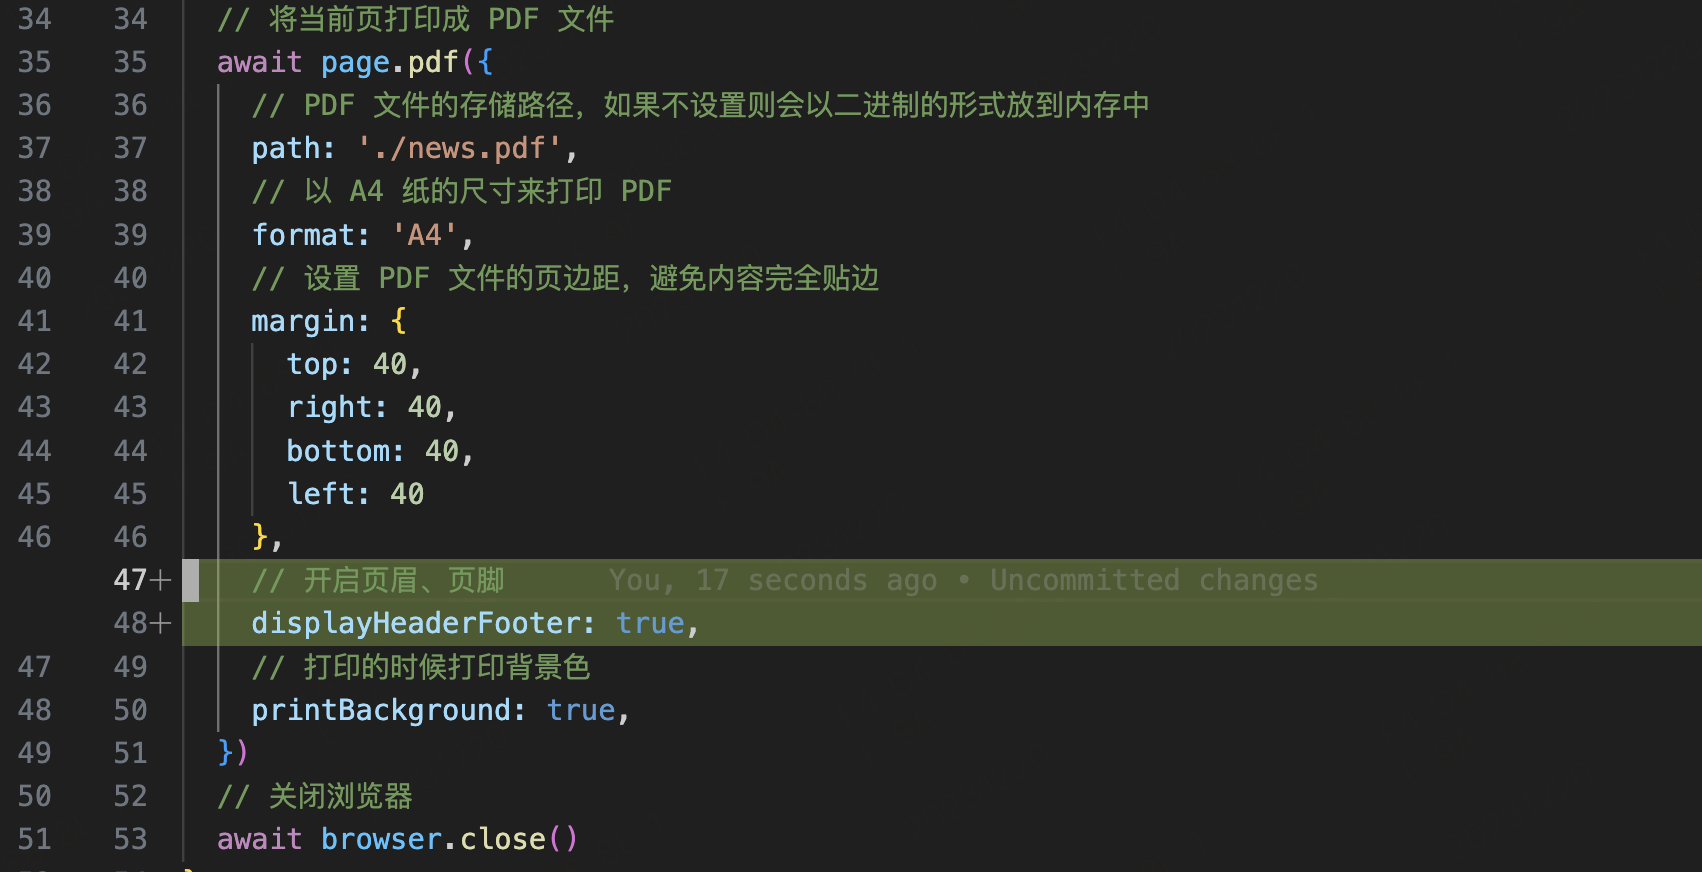 34 34 // 将当前页打印成 PDF 文件
35 35 await page.pdf({
36 36 // PDF 文件的存储路径，如果不设置则会以二进制的形式放到内存中
37 37 path: './news.pdf',
38 38 // 以 A4 纸的尺寸来打印 PDF
39 39 format: 'A4',
40 40 // 设置 PDF 文件的页边距，避免内容完全贴边
41 41 margin: {
42 42 top: 40,
43 43 right: 40,
44 44 bottom: 40,
45 45 left: 40
46 46 },
47+ // 开启页眉、页脚 You, 17 seconds ago • Uncommitted changes
48+ displayHeaderFooter: true,
47 49 // 打印的时候打印背景色
48 50 printBackground: true,
49 51 })
50 52 // 关闭浏览器
51 53 await browser.close()